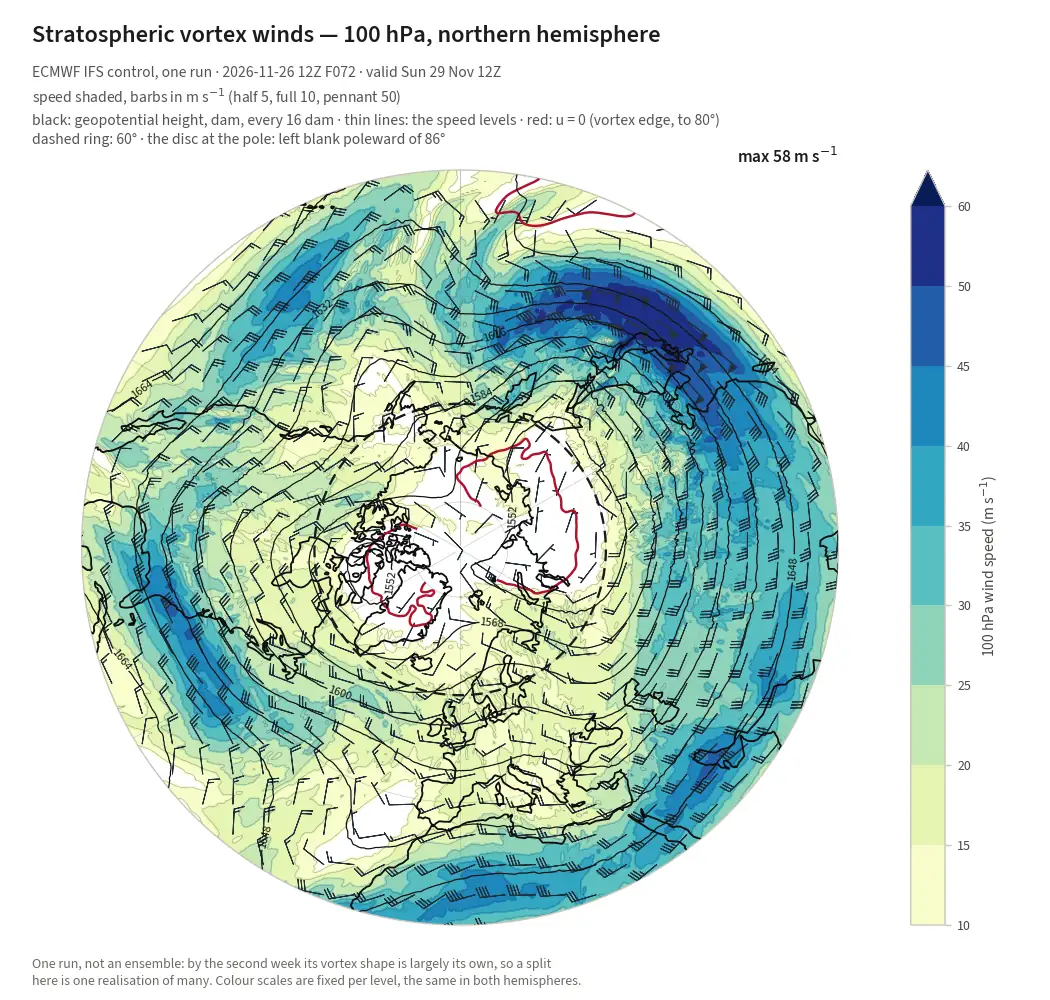 Stratospheric vortex winds — 100 hPa, northern hemisphere
ECMWF IFS control, one run · 2026-11-26 12Z F072 · valid Sun 29 Nov 12Z
speed shaded, barbs in m s⁻¹ (half 5, full 10, pennant 50)
black: geopotential height, dam, every 16 dam · thin lines: the speed levels · red: u = 0 (vortex edge, to 80°)
dashed ring: 60° · the disc at the pole: left blank poleward of 86°
max 58 m s⁻¹
60
50
45
40
35
30
25
20
15
10
100 hPa wind speed (m s⁻¹)
1632
1664
1584
1552
1552
1568
1600
1648
1664
One run, not an ensemble: by the second week its vortex shape is largely its own, so a split
here is one realisation of many. Colour scales are fixed per level, the same in both hemispheres.